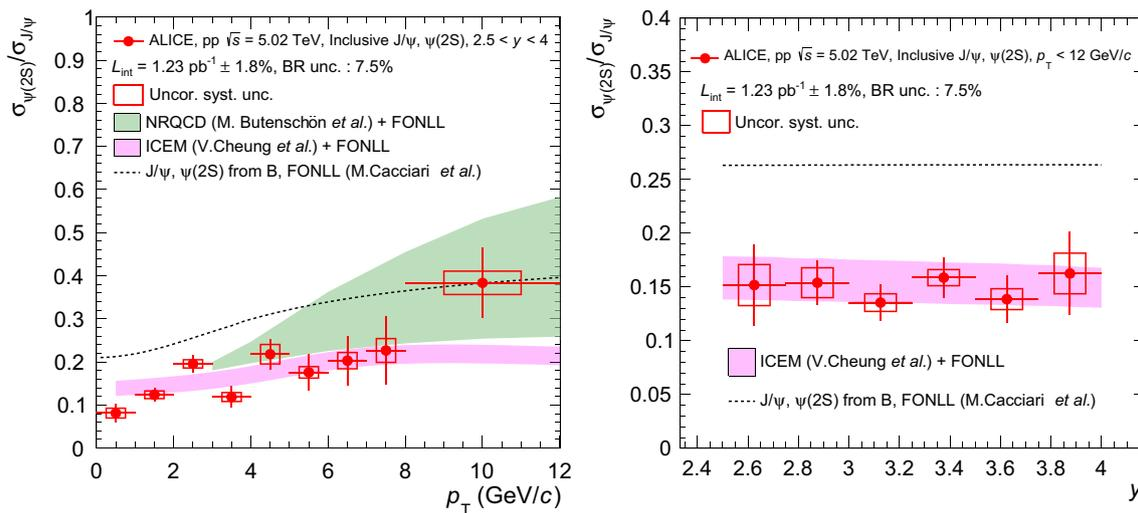 σψ(2S)/σJ/ψ
1
0.9
0.8
0.7
0.6
0.5
0.4
0.3
0.2
0.1
0
ALICE, pp √s = 5.02 TeV, Inclusive J/ψ, ψ(2S), 2.5 < y < 4
Lint = 1.23 pb⁻¹ ± 1.8%, BR unc. : 7.5%
Uncor. syst. unc.
NRQCD (M. Butenschön et al.) + FONLL
ICEM (V.Cheung et al.) + FONLL
J/ψ, ψ(2S) from B, FONLL (M.Cacciari et al.)
0 2 4 6 8 10 12
pT (GeV/c)
σψ(2S)/σJ/ψ
0.4
0.35
0.3
0.25
0.2
0.15
0.1
0.05
0
ALICE, pp √s = 5.02 TeV, Inclusive J/ψ, ψ(2S), pT < 12 GeV/c
Lint = 1.23 pb⁻¹ ± 1.8%, BR unc. : 7.5%
Uncor. syst. unc.
ICEM (V.Cheung et al.) + FONLL
J/ψ, ψ(2S) from B, FONLL (M.Cacciari et al.)
2.4 2.6 2.8 3 3.2 3.4 3.6 3.8 4
y